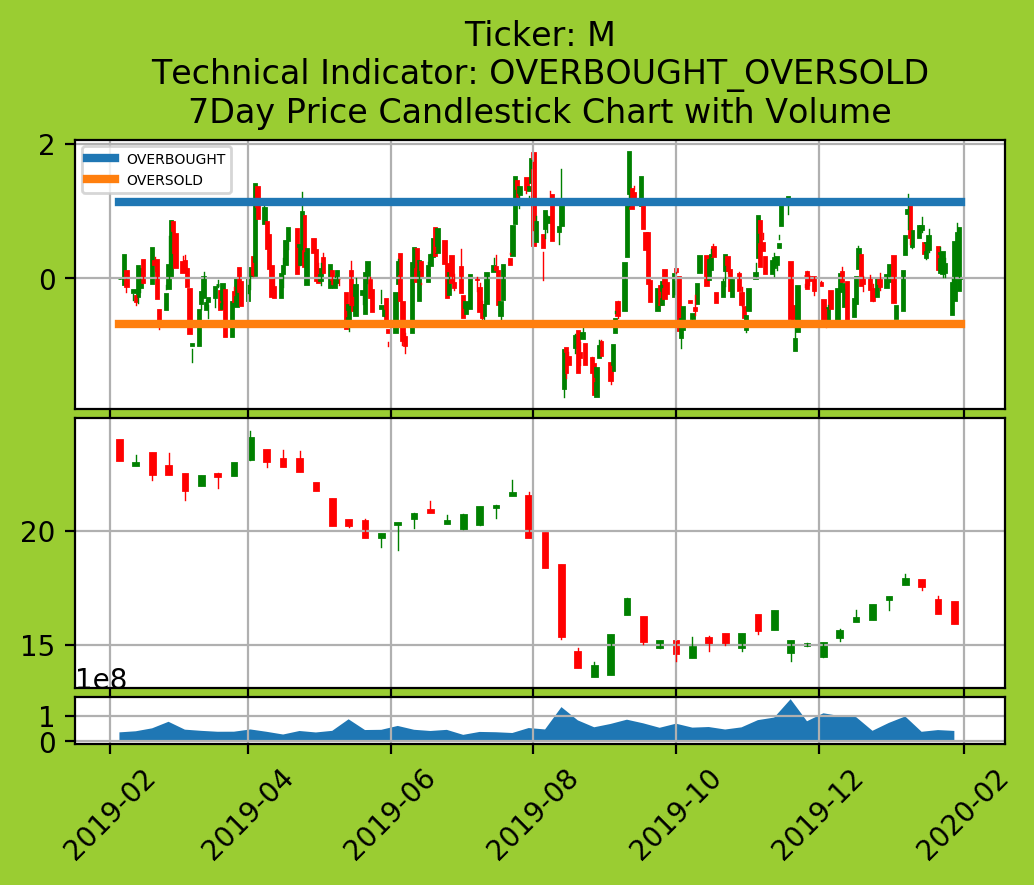 Ticker: M
Technical Indicator: OVERBOUGHT_OVERSOLD
7Day Price Candlestick Chart with Volume
OVERBOUGHT
OVERSOLD
2
0
20
15
1e8
1
0
2019-02
2019-04
2019-06
2019-08
2019-10
2019-12
2020-02